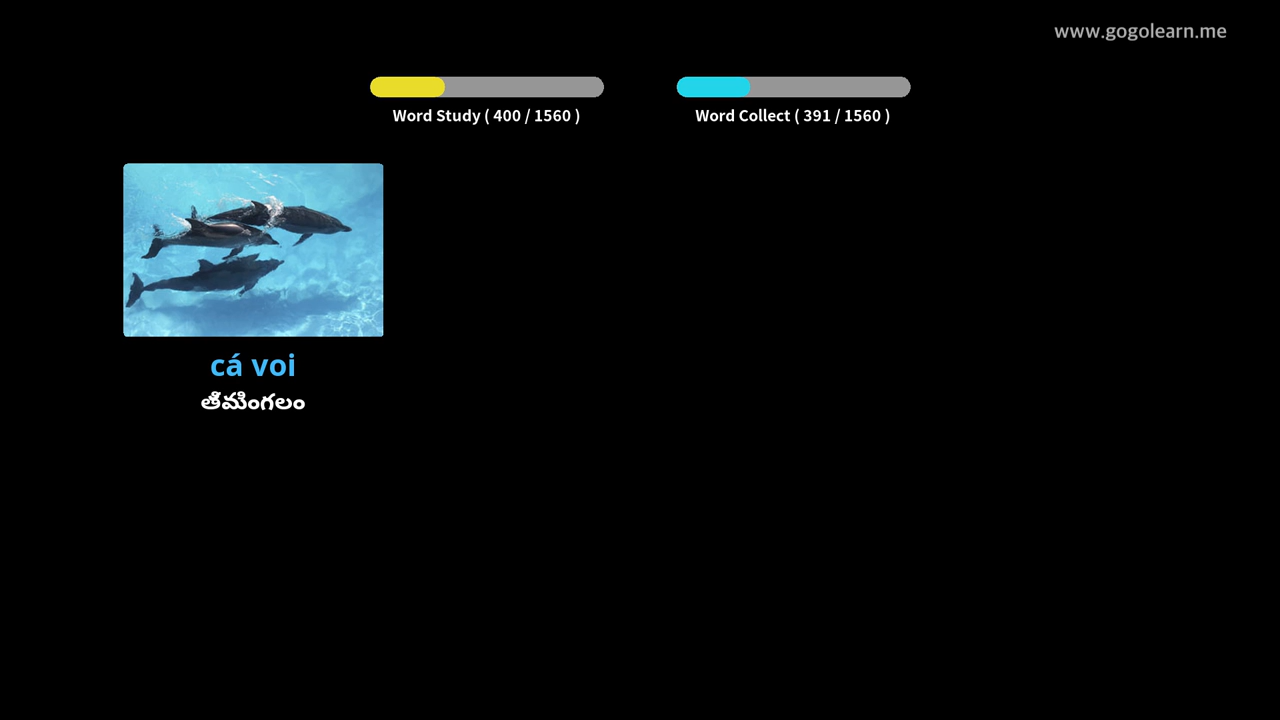 www.gogolearn.me
Word Study ( 400 / 1560 )
Word Collect ( 391 / 1560 )
cá voi
తిమింగలం